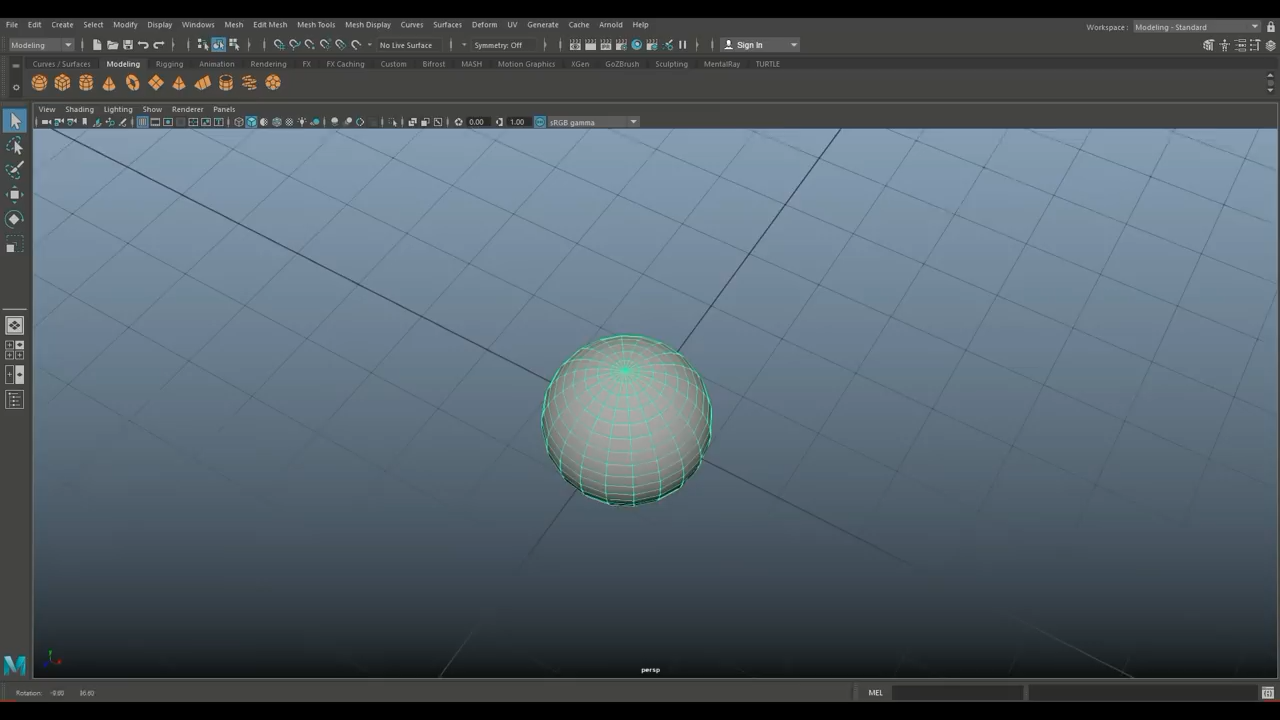 File Edit Create Select Modify Display Windows Mesh Edit Mesh Mesh Tools Mesh Display Curves Surfaces Deform UV Generate Cache Arnold Help
Workspace : Modeling - Standard
Modeling No Live Surface Symmetry: Off Sign In
Curves / Surfaces Modeling Rigging Animation Rendering FX FX Caching Custom Bifrost MASH Motion Graphics XGen GoZBrush Sculpting MentalRay TURTLE
View Shading Lighting Show Renderer Panels
0.00 1.00 sRGB gamma
persp
Rotation: MEL